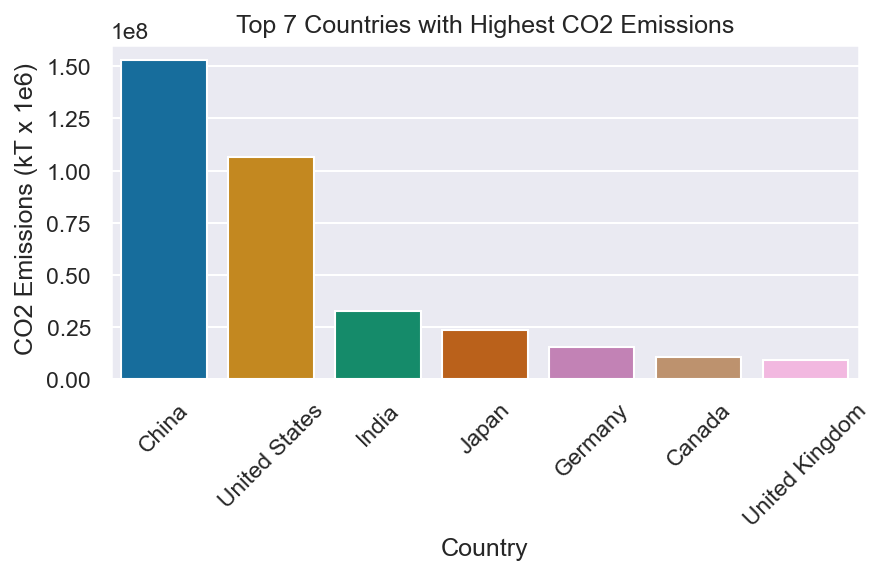 Top 7 Countries with Highest CO2 Emissions
1e8
CO2 Emissions (kT x 1e6)
1.50
1.25
1.00
0.75
0.50
0.25
0.00
China
United States
India
Japan
Germany
Canada
United Kingdom
Country